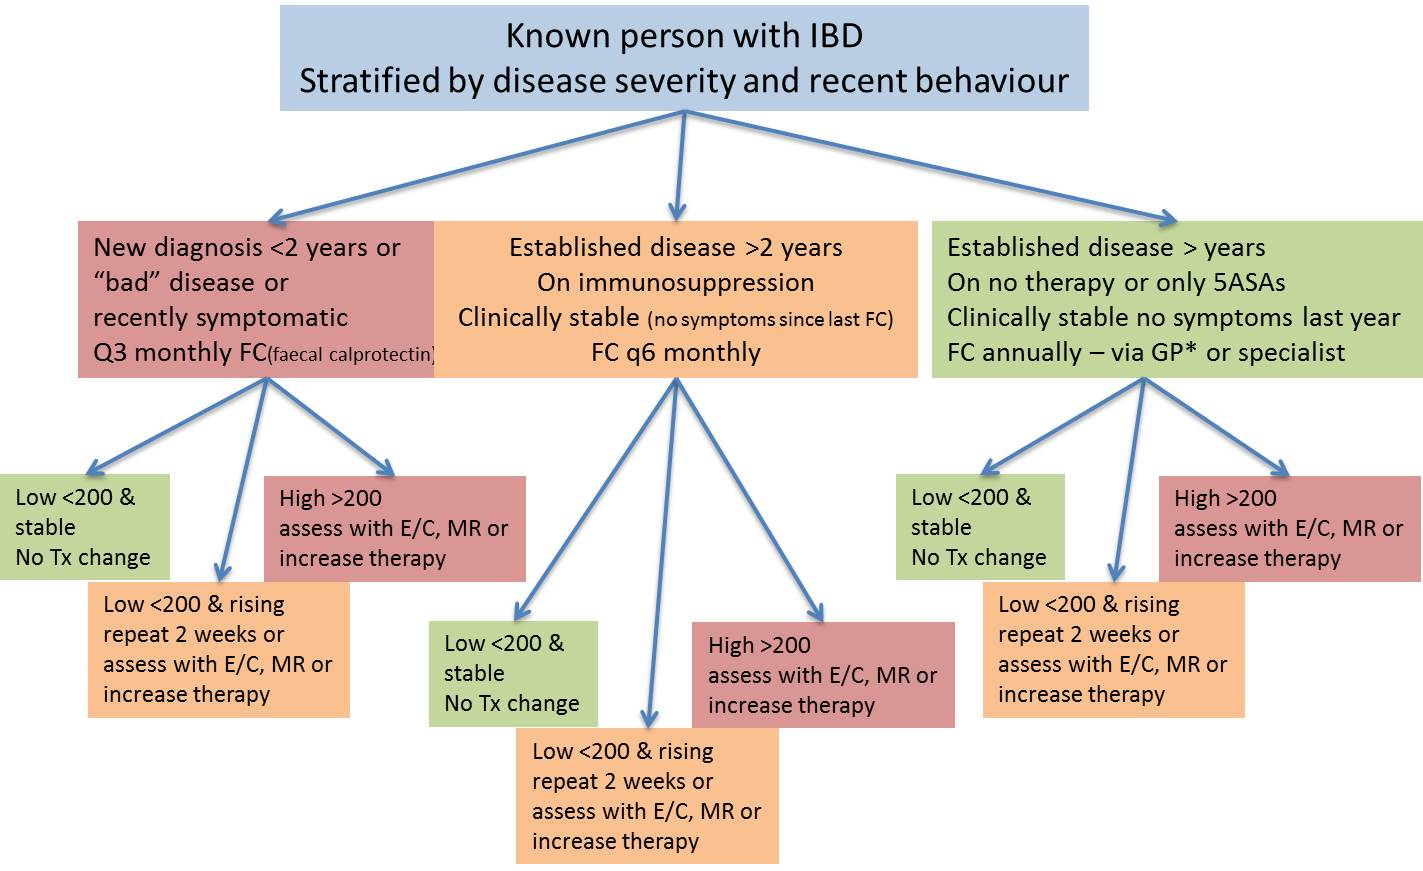 Known person with IBD
Stratified by disease severity and recent behaviour
New diagnosis <2 years or
“bad” disease or
recently symptomatic
Q3 monthly FC(faecal calprotectin)
Established disease >2 years
On immunosuppression
Clinically stable (no symptoms since last FC)
FC q6 monthly
Established disease > years
On no therapy or only 5ASAs
Clinically stable no symptoms last year
FC annually – via GP* or specialist
Low <200 &
stable
No Tx change
High >200
assess with E/C, MR or
increase therapy
Low <200 & rising
repeat 2 weeks or
assess with E/C, MR or
increase therapy
Low <200 &
stable
No Tx change
High >200
assess with E/C, MR or
increase therapy
Low <200 & rising
repeat 2 weeks or
assess with E/C, MR or
increase therapy
Low <200 &
stable
No Tx change
High >200
assess with E/C, MR or
increase therapy
Low <200 & rising
repeat 2 weeks or
assess with E/C, MR or
increase therapy